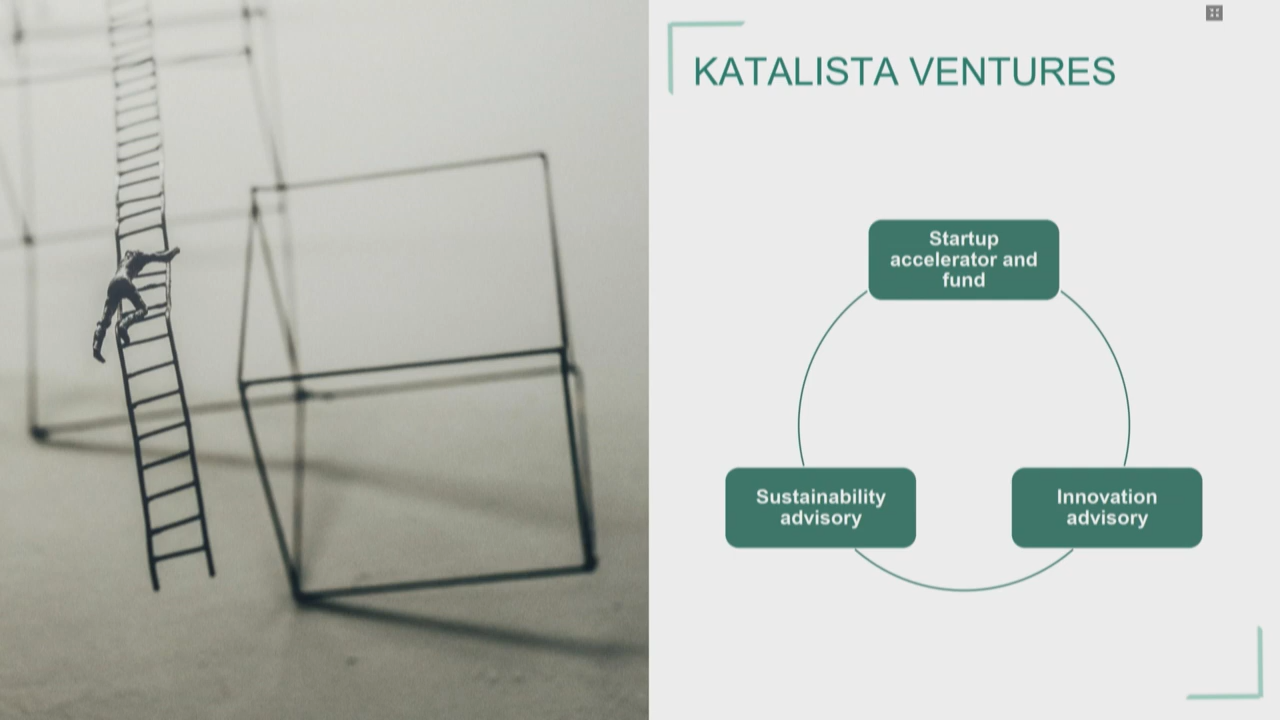 KATALISTA VENTURES
Startup
accelerator and
fund
Sustainability
advisory
Innovation
advisory